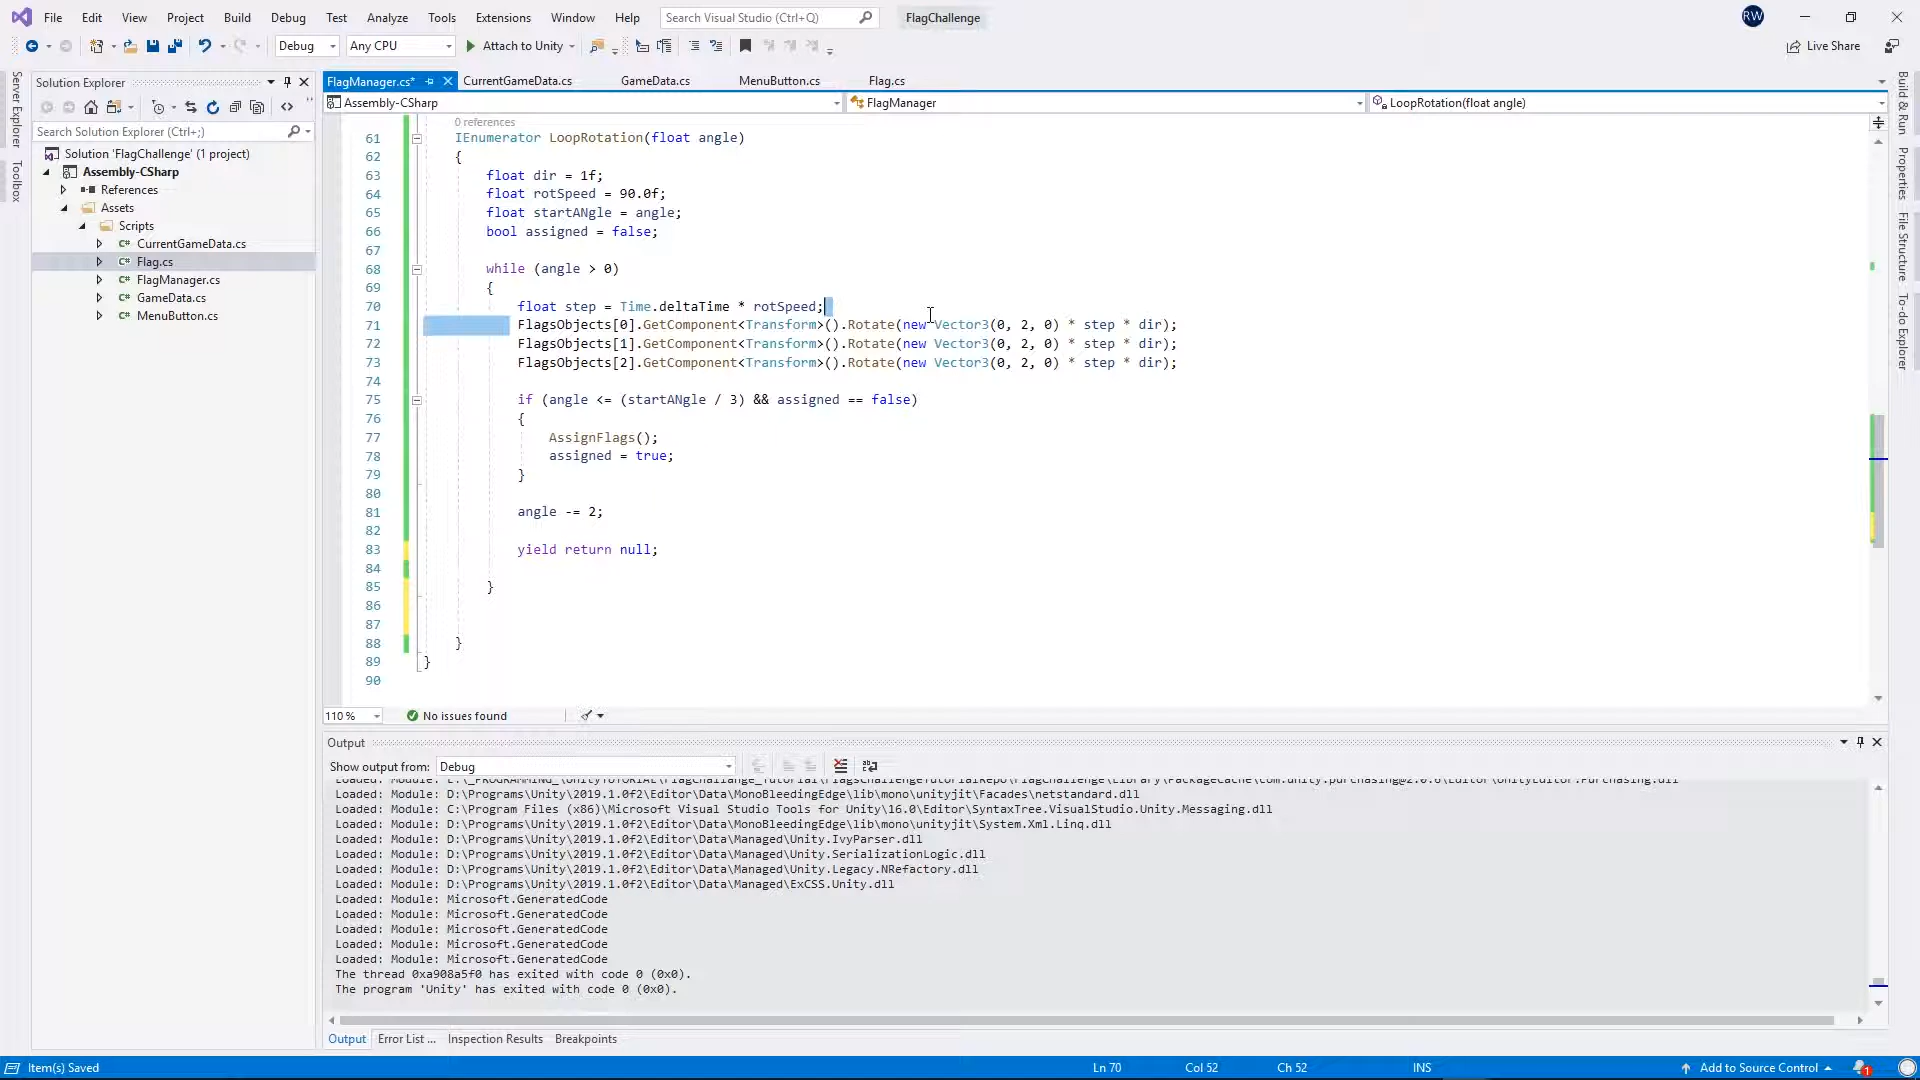 File Edit View Project Build Debug Test Analyze Tools Extensions Window Help Search Visual Studio (Ctrl+Q) FlagChallenge RW
Debug Any CPU Attach to Unity Live Share
Server Explorer
Toolbox
Solution Explorer
Search Solution Explorer (Ctrl+;)
Solution 'FlagChallenge' (1 project)
Assembly-CSharp
References
Assets
Scripts
C# CurrentGameData.cs
C# Flag.cs
C# FlagManager.cs
C# GameData.cs
C# MenuButton.cs
FlagManager.cs* CurrentGameData.cs GameData.cs MenuButton.cs Flag.cs
Assembly-CSharp FlagManager LoopRotation(float angle)
0 references
61 IEnumerator LoopRotation(float angle)
62 {
63 float dir = 1f;
64 float rotSpeed = 90.0f;
65 float startANgle = angle;
66 bool assigned = false;
67
68 while (angle > 0)
69 {
70 float step = Time.deltaTime * rotSpeed;
71 FlagsObjects[0].GetComponent<Transform>().Rotate(new Vector3(0, 2, 0) * step * dir);
72 FlagsObjects[1].GetComponent<Transform>().Rotate(new Vector3(0, 2, 0) * step * dir);
73 FlagsObjects[2].GetComponent<Transform>().Rotate(new Vector3(0, 2, 0) * step * dir);
74
75 if (angle <= (startANgle / 3) && assigned == false)
76 {
77 AssignFlags();
78 assigned = true;
79 }
80
81 angle -= 2;
82
83 yield return null;
84
85 }
86
87
88 }
89 }
90
110 % No issues found
Output
Show output from: Debug
Loaded: Module: D:\Programs\Unity\2019.1.0f2\Editor\Data\MonoBleedingEdge\lib\mono\unityjit\Facades\netstandard.dll
Loaded: Module: C:\Program Files (x86)\Microsoft Visual Studio Tools for Unity\16.0\Editor\SyntaxTree.VisualStudio.Unity.Messaging.dll
Loaded: Module: D:\Programs\Unity\2019.1.0f2\Editor\Data\MonoBleedingEdge\lib\mono\unityjit\System.Xml.Linq.dll
Loaded: Module: D:\Programs\Unity\2019.1.0f2\Editor\Data\Managed\Unity.IvyParser.dll
Loaded: Module: D:\Programs\Unity\2019.1.0f2\Editor\Data\Managed\Unity.SerializationLogic.dll
Loaded: Module: D:\Programs\Unity\2019.1.0f2\Editor\Data\Managed\Unity.Legacy.NRefactory.dll
Loaded: Module: D:\Programs\Unity\2019.1.0f2\Editor\Data\Managed\ExCSS.Unity.dll
Loaded: Module: Microsoft.GeneratedCode
Loaded: Module: Microsoft.GeneratedCode
Loaded: Module: Microsoft.GeneratedCode
Loaded: Module: Microsoft.GeneratedCode
Loaded: Module: Microsoft.GeneratedCode
The thread 0xa908a5f0 has exited with code 0 (0x0).
The program 'Unity' has exited with code 0 (0x0).
Output Error List ... Inspection Results Breakpoints
Build & Run
Properties
File Structure
To-do Explorer
Item(s) Saved Ln 70 Col 52 Ch 52 INS Add to Source Control 1